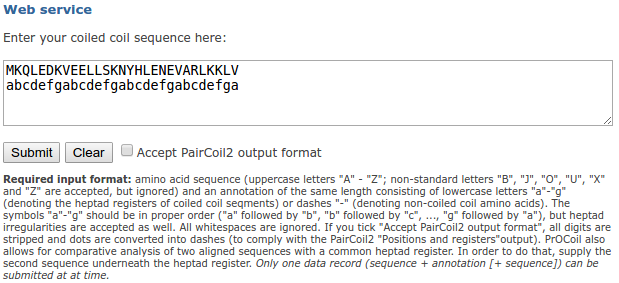 Web service
Enter your coiled coil sequence here:
MKQLEDKVEELLSKNYHLENEVARLKKLV
abcdefgabcdefgabcdefgabcdefga
Submit Clear Accept PairCoil2 output format
Required input format: amino acid sequence (uppercase letters "A" - "Z"; non-standard letters "B", "J", "O", "U", "X"
and "Z" are accepted, but ignored) and an annotation of the same length consisting of lowercase letters "a"-"g"
(denoting the heptad registers of coiled coil segments) or dashes "-" (denoting non-coiled coil amino acids). The
symbols "a"-"g" should be in proper order ("a" followed by "b", "b" followed by "c", ..., "g" followed by "a"), but heptad
irregularities are accepted as well. All whitespaces are ignored. If you tick "Accept PairCoil2 output format", all digits are
stripped and dots are converted into dashes (to comply with the PairCoil2 "Positions and registers"output). PrOCoil also
allows for comparative analysis of two aligned sequences with a common heptad register. In order to do that, supply the
second sequence underneath the heptad register. Only one data record (sequence + annotation [+ sequence]) can be
submitted at at time.